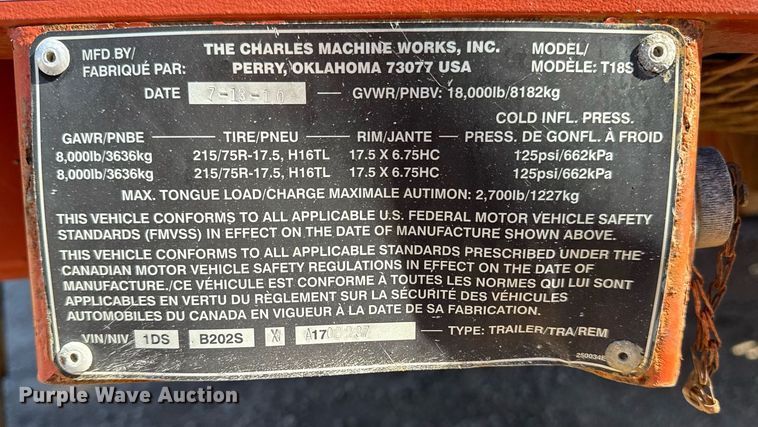 MFD.BY/ THE CHARLES MACHINE WORKS, INC. MODEL/
FABRIQUÉ PAR: PERRY, OKLAHOMA 73077 USA MODÈLE: T18S
DATE 7-13-10 GVWR/PNBV: 18,000lb/8182kg
COLD INFL. PRESS.
GAWR/PNBE TIRE/PNEU RIM/JANTE PRESS. DE GONFL. À FROID
8,000lb/3636kg 215/75R-17.5, H16TL 17.5 X 6.75HC 125psi/662kPa
8,000lb/3636kg 215/75R-17.5, H16TL 17.5 X 6.75HC 125psi/662kPa
MAX. TONGUE LOAD/CHARGE MAXIMALE AUTIMON: 2,700lb/1227kg
THIS VEHICLE CONFORMS TO ALL APPLICABLE U.S. FEDERAL MOTOR VEHICLE SAFETY
STANDARDS (FMVSS) IN EFFECT ON THE DATE OF MANUFACTURE SHOWN ABOVE.
THIS VEHICLE CONFORMS TO ALL APPLICABLE STANDARDS PRESCRIBED UNDER THE
CANADIAN MOTOR VEHICLE SAFETY REGULATIONS IN EFFECT ON THE DATE OF
MANUFACTURE./CE VÉHICULE EST CONFORME À TOUTES LES NORMES QUI LUI SONT
APPLICABLES EN VERTU DU RÈGLEMENT SUR LA SÉCURITÉ DES VÉHICULES
AUTOMOBILES DU CANADA EN VIGUEUR À LA DATE DE SA FABRICATION.
VIN/NIV 1DS B202S X TYPE: TRAILER/TRA/REM
Purple Wave Auction